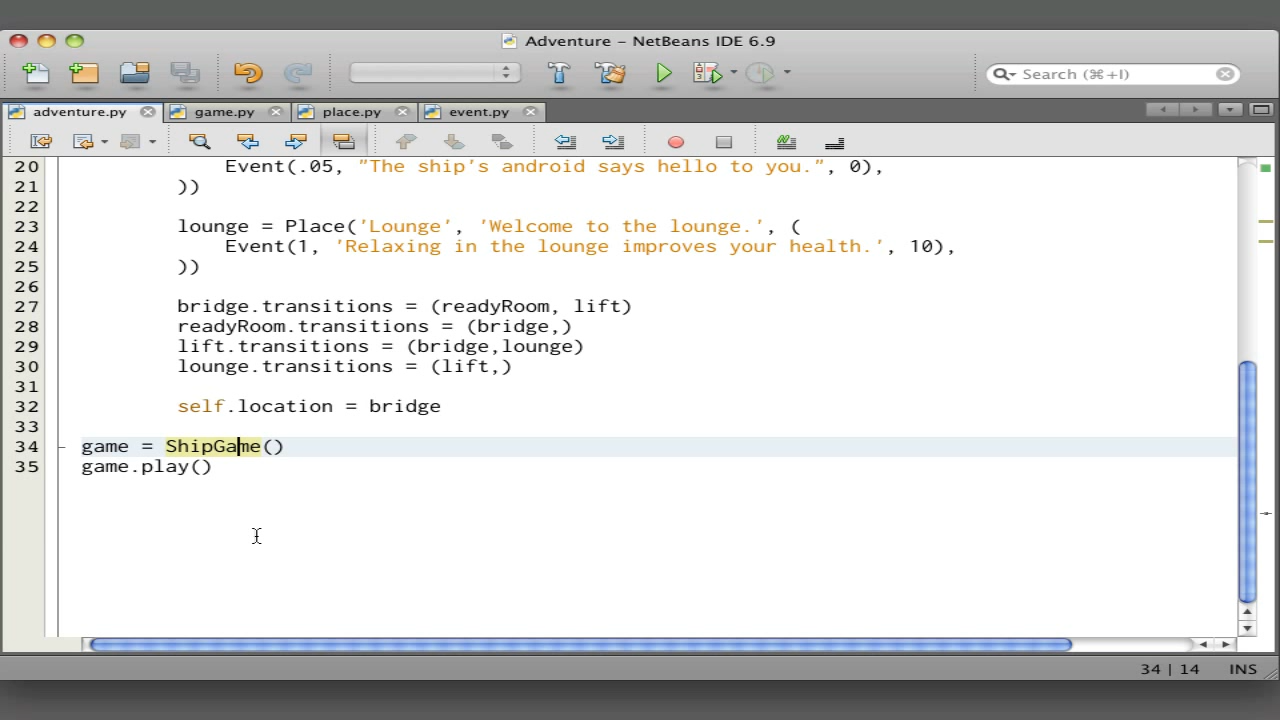 Adventure – NetBeans IDE 6.9
Search (⌘+I)
adventure.py game.py place.py event.py
20 Event(.05, "The ship's android says hello to you.", 0),
21 ))
22
23 lounge = Place('Lounge', 'Welcome to the lounge.', (
24 Event(1, 'Relaxing in the lounge improves your health.', 10),
25 ))
26
27 bridge.transitions = (readyRoom, lift)
28 readyRoom.transitions = (bridge,)
29 lift.transitions = (bridge,lounge)
30 lounge.transitions = (lift,)
31
32 self.location = bridge
33
34 game = ShipGame()
35 game.play()
34 | 14 INS